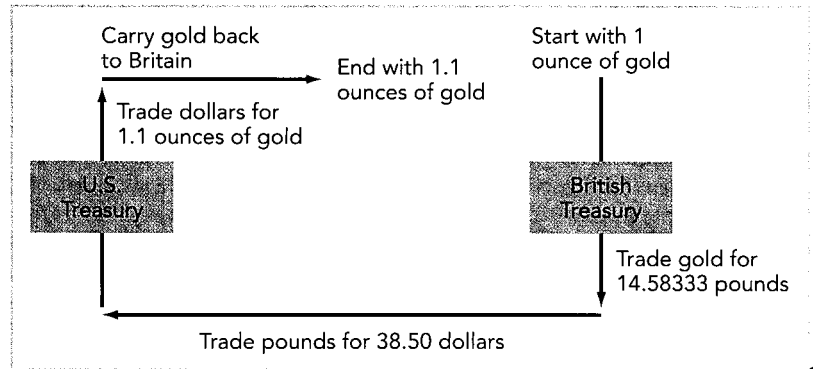 Carry gold back
to Britain
End with 1.1
ounces of gold
Start with 1
ounce of gold
Trade dollars for
1.1 ounces of gold
U.S.
Treasury
British
Treasury
Trade gold for
14.58333 pounds
Trade pounds for 38.50 dollars